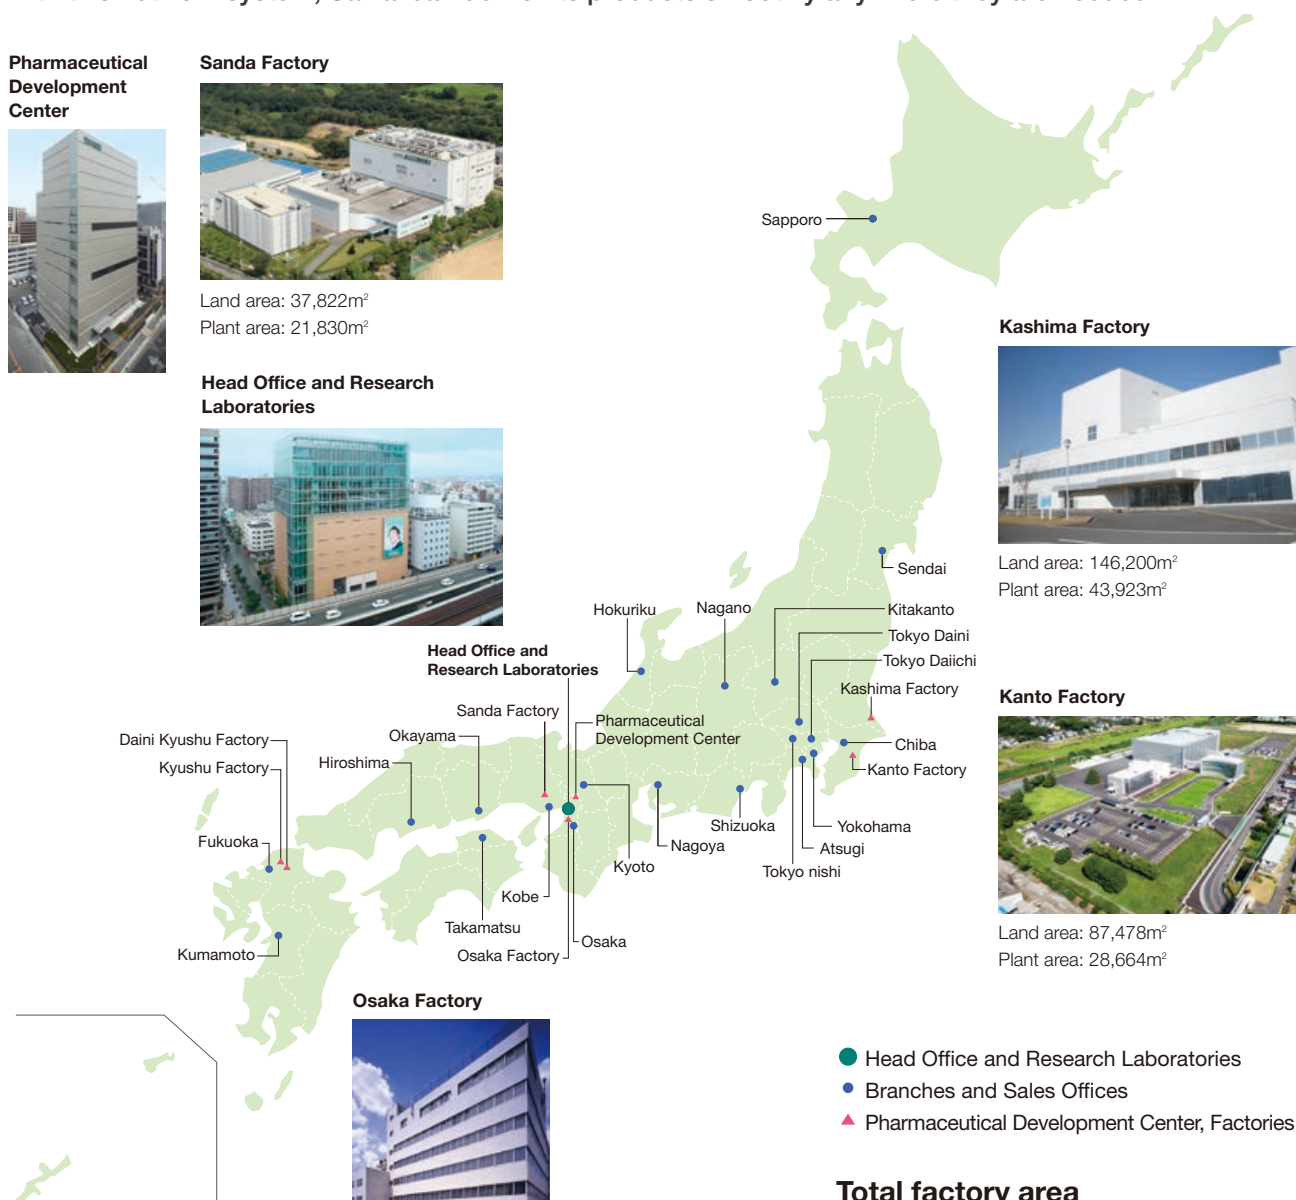 Pharmaceutical
Development
Center
Sanda Factory
Land area: 37,822m²
Plant area: 21,830m²
Head Office and Research
Laboratories
Sapporo
Kashima Factory
Land area: 146,200m²
Plant area: 43,923m²
Sendai
Hokuriku
Nagano
Kitakanto
Tokyo Daini
Tokyo Daiichi
Kashima Factory
Head Office and
Research Laboratories
Sanda Factory
Pharmaceutical
Development Center
Okayama
Daini Kyushu Factory
Kyushu Factory
Hiroshima
Chiba
Kanto Factory
Fukuoka
Shizuoka
Yokohama
Nagoya
Atsugi
Kyoto
Tokyo nishi
Kobe
Takamatsu
Osaka
Kumamoto
Osaka Factory
Kanto Factory
Land area: 87,478m²
Plant area: 28,664m²
Osaka Factory
Head Office and Research Laboratories
Branches and Sales Offices
Pharmaceutical Development Center, Factories
Total factory area